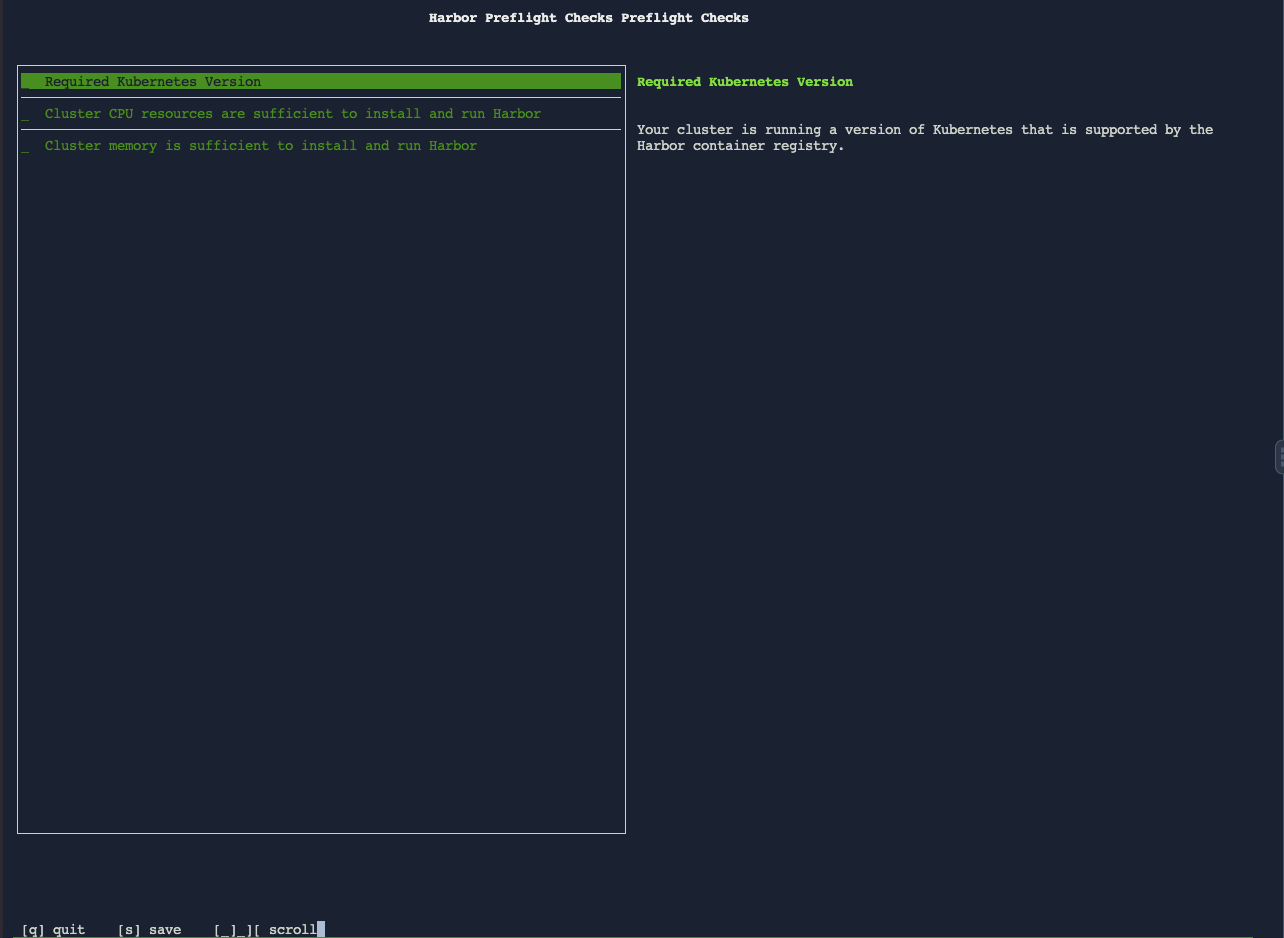 Harbor Preflight Checks Preflight Checks
Required Kubernetes Version
_ Cluster CPU resources are sufficient to install and run Harbor
_ Cluster memory is sufficient to install and run Harbor
Required Kubernetes Version
Your cluster is running a version of Kubernetes that is supported by the
Harbor container registry.
[q] quit [s] save [_]_][ scroll